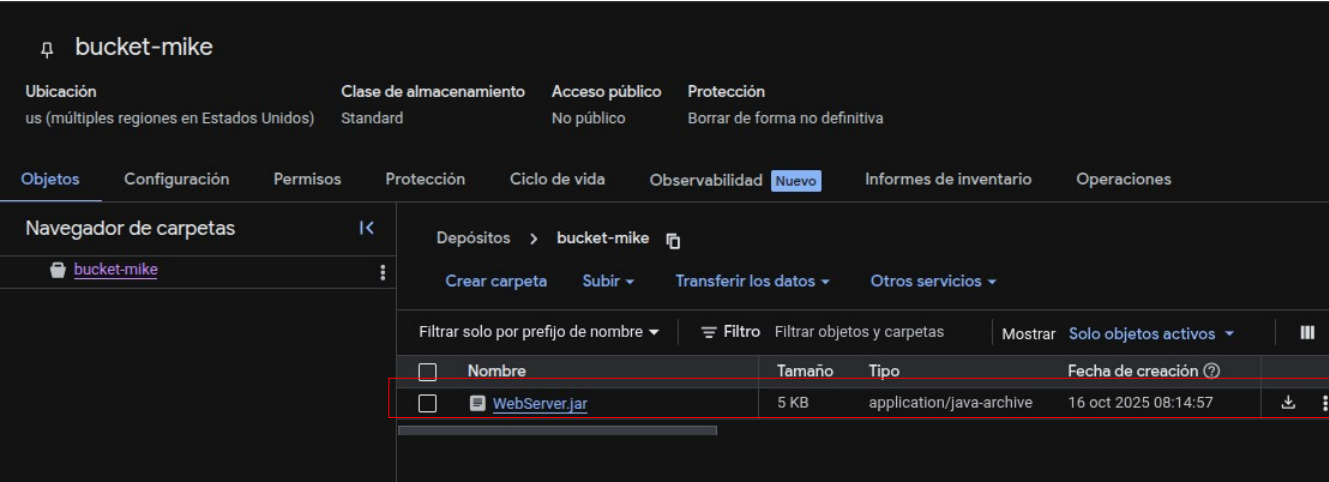 bucket-mike
Ubicación Clase de almacenamiento Acceso público Protección
us (múltiples regiones en Estados Unidos) Standard No público Borrar de forma no definitiva
Objetos Configuración Permisos Protección Ciclo de vida Observabilidad Nuevo Informes de inventario Operaciones
Navegador de carpetas
bucket-mike
Depósitos > bucket-mike
Crear carpeta Subir Transferir los datos Otros servicios
Filtrar solo por prefijo de nombre Filtro Filtrar objetos y carpetas Mostrar Solo objetos activos
Nombre Tamaño Tipo Fecha de creación
WebServer.jar 5 KB application/java-archive 16 oct 2025 08:14:57